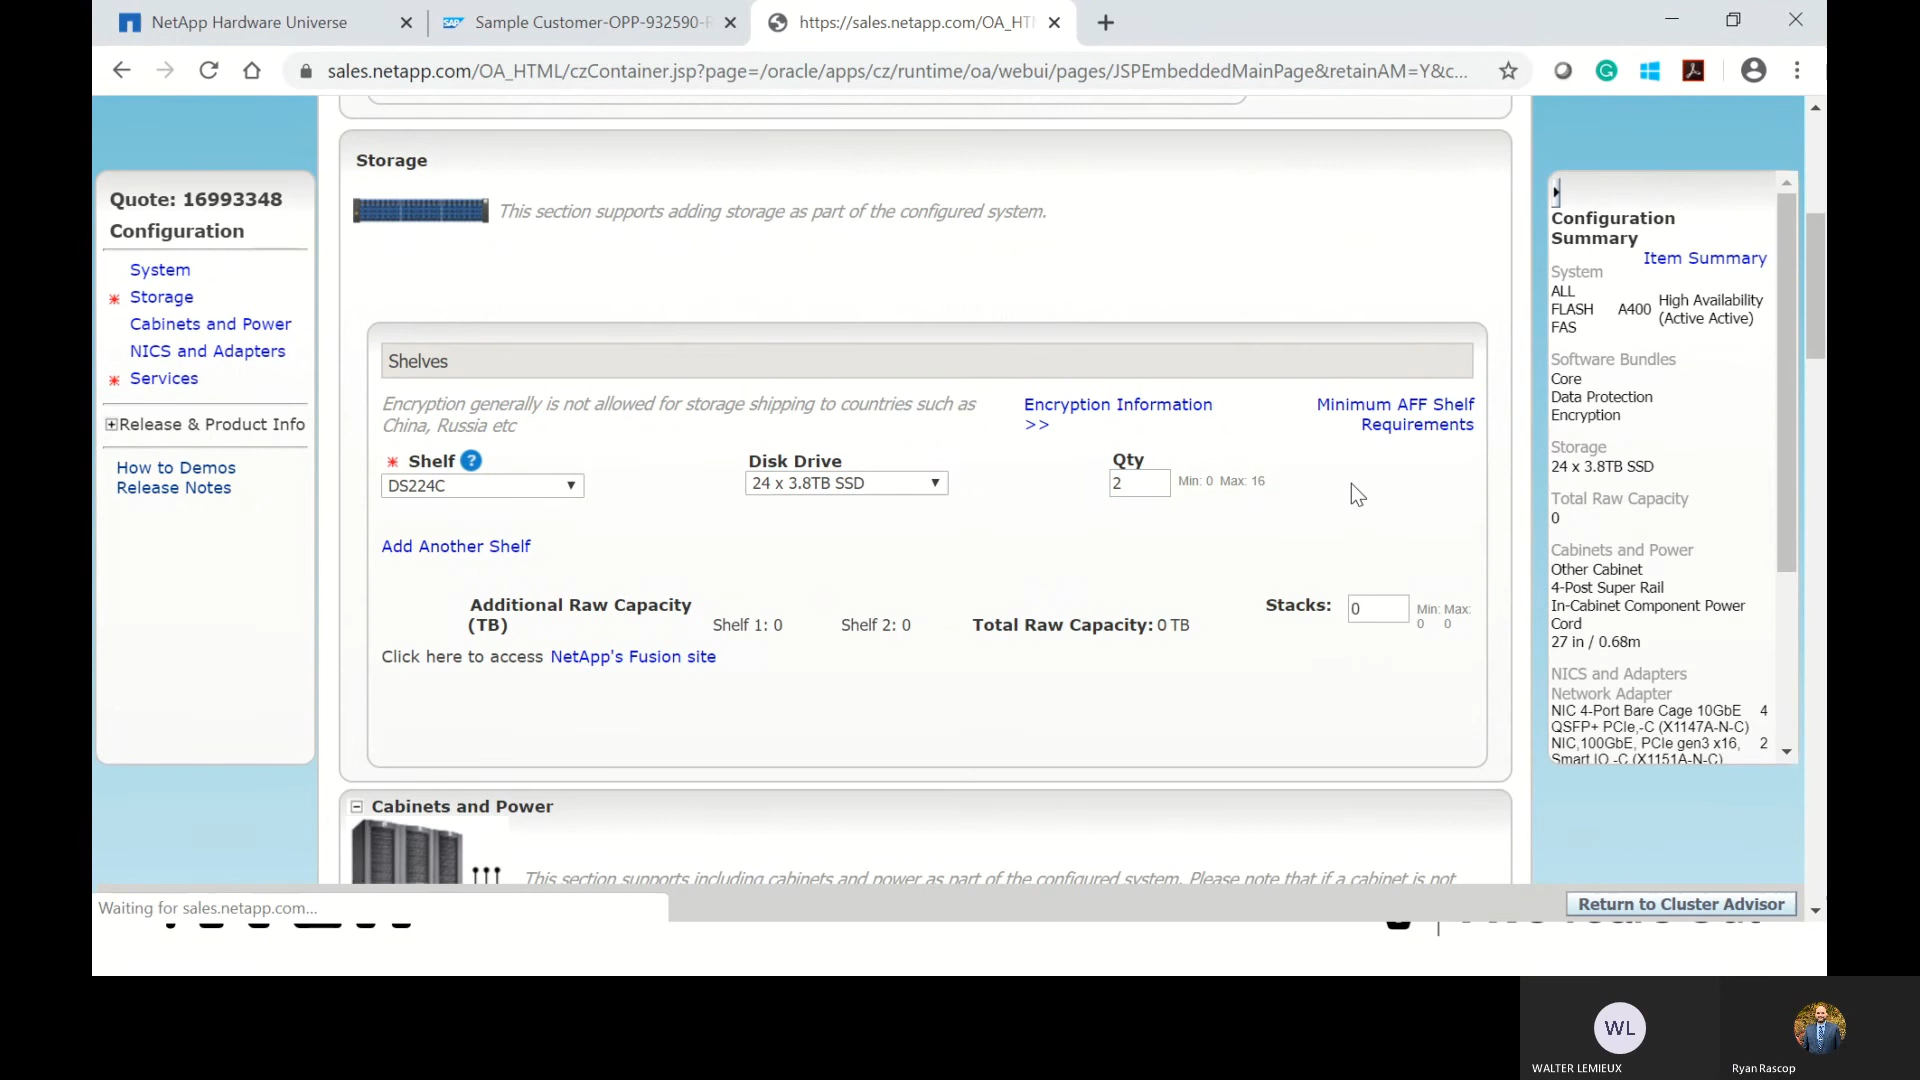 NetApp Hardware Universe
SAP Sample Customer-OPP-932590-
https://sales.netapp.com/OA_HT
sales.netapp.com/OA_HTML/czContainer.jsp?page=/oracle/apps/cz/runtime/oa/webui/pages/JSPEmbeddedMainPage&retainAM=Y&c...
Quote: 16993348
Configuration
System
Storage
Cabinets and Power
NICS and Adapters
Services
Release & Product Info
How to Demos
Release Notes
Storage
This section supports adding storage as part of the configured system.
Shelves
Encryption generally is not allowed for storage shipping to countries such as
China, Russia etc
Encryption Information
>>
Minimum AFF Shelf
Requirements
Shelf ?
DS224C
Disk Drive
24 x 3.8TB SSD
Qty
2
Min: 0 Max: 16
Add Another Shelf
Additional Raw Capacity
(TB)
Shelf 1: 0
Shelf 2: 0
Total Raw Capacity: 0 TB
Stacks: 0
Min: Max:
0 0
Click here to access NetApp's Fusion site
Cabinets and Power
This section supports including cabinets and power as part of the configured system. Please note that if a cabinet is not
Configuration
Summary
Item Summary
System
ALL
FLASH
FAS
A400
High Availability
(Active Active)
Software Bundles
Core
Data Protection
Encryption
Storage
24 x 3.8TB SSD
Total Raw Capacity
0
Cabinets and Power
Other Cabinet
4-Post Super Rail
In-Cabinet Component Power
Cord
27 in / 0.68m
NICS and Adapters
Network Adapter
NIC 4-Port Bare Cage 10GbE 4
QSFP+ PCIe,-C (X1147A-N-C)
NIC,100GbE, PCIe gen3 x16, 2
Smart IO -C (X1151A-N-C)
Return to Cluster Advisor
Waiting for sales.netapp.com...
WL
WALTER LEMIEUX
Ryan Rascop